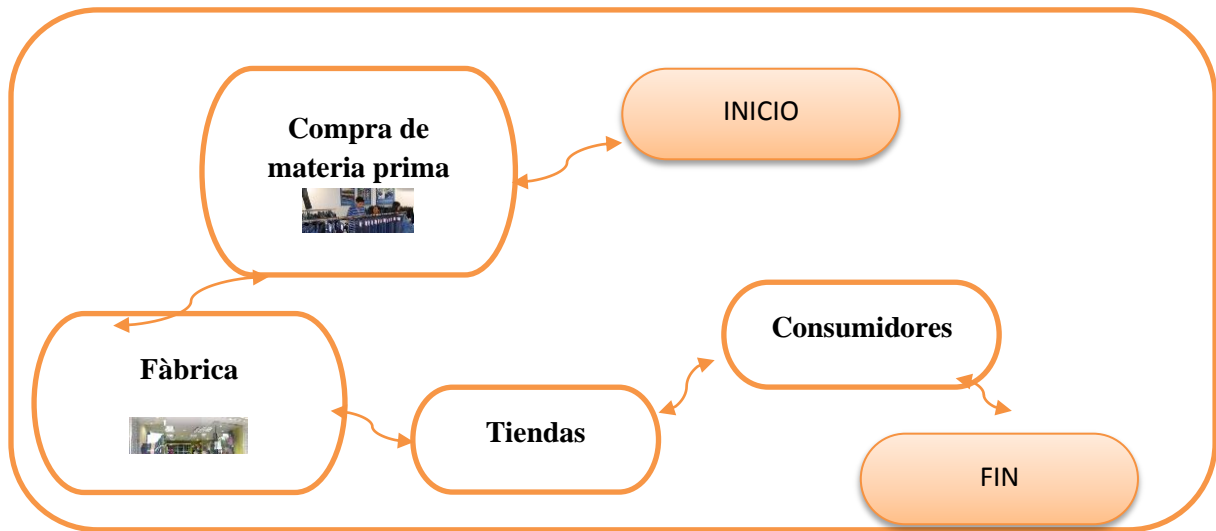 INICIO
Compra de
materia prima
Fàbrica
Tiendas
Consumidores
FIN